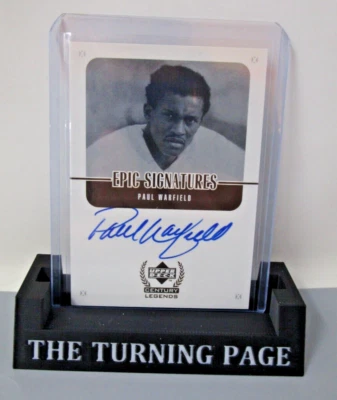 EPIC SIGNATURES
PAUL WARFIELD
Paul Warfield
UPPER
DECK
CENTURY
LEGENDS
THE TURNING PAGE